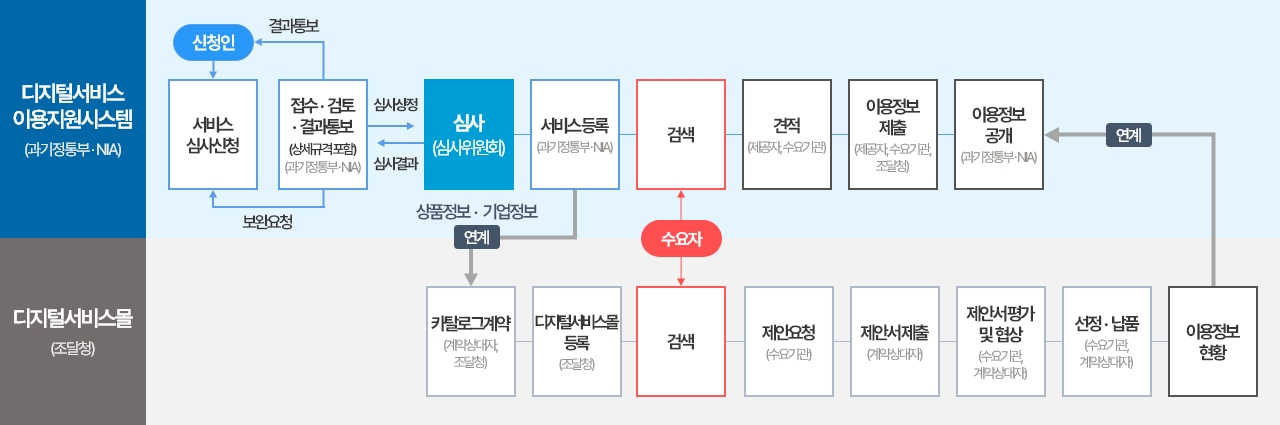 디지털서비스
이용지원시스템
(과기정통부·NIA)
신청인
결과통보
서비스
심사신청
접수·검토
·결과통보
(상세규격 포함)
(과기정통부·NIA)
보완요청
심사상정
심사결과
심사
(심사위원회)
서비스 등록
(과기정통부·NIA)
검색
견적
(제공자,수요기관)
이용정보
제출
(제공자,수요기관,
조달청)
이용정보
공개
(과기정통부·NIA)
연계
상품정보 · 기업정보
연계
수요자
디지털서비스몰
(조달청)
카탈로그계약
(계약상대자,
조달청)
디지털서비스몰
등록
(조달청)
검색
제안요청
(수요기관)
제안서 제출
(계약상대자)
제안서 평가
및 협상
(수요기관,
계약상대자)
선정·납품
(수요기관,
계약상대자)
이용정보
현황